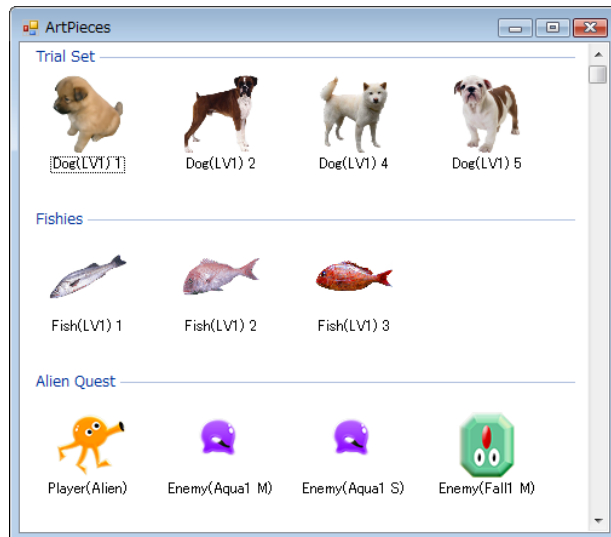 ArtPieces
Trial Set
Dog(LV1) 1
Dog(LV1) 2
Dog(LV1) 4
Dog(LV1) 5
Fishies
Fish(LV1) 1
Fish(LV1) 2
Fish(LV1) 3
Alien Quest
Player(Alien)
Enemy(Aqua1 M)
Enemy(Aqua1 S)
Enemy(Fall1 M)